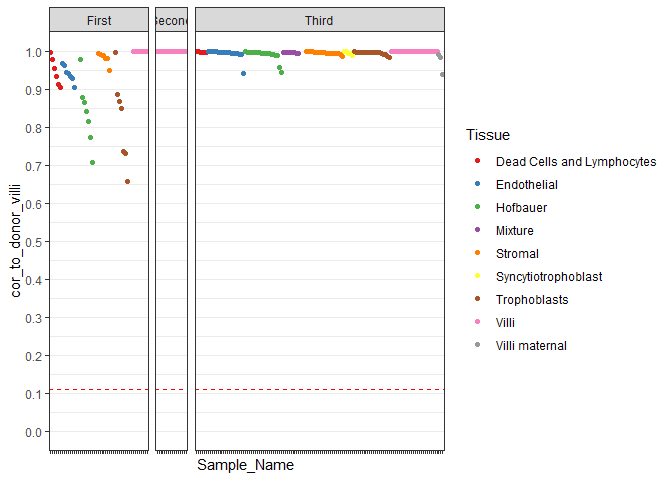 First
Second
Third
1.0
0.9
0.8
0.7
0.6
0.5
0.4
0.3
0.2
0.1
0.0
cor_to_donor_villi
Sample_Name
Tissue
Dead Cells and Lymphocytes
Endothelial
Hofbauer
Mixture
Stromal
Syncytiotrophoblast
Trophoblasts
Villi
Villi maternal